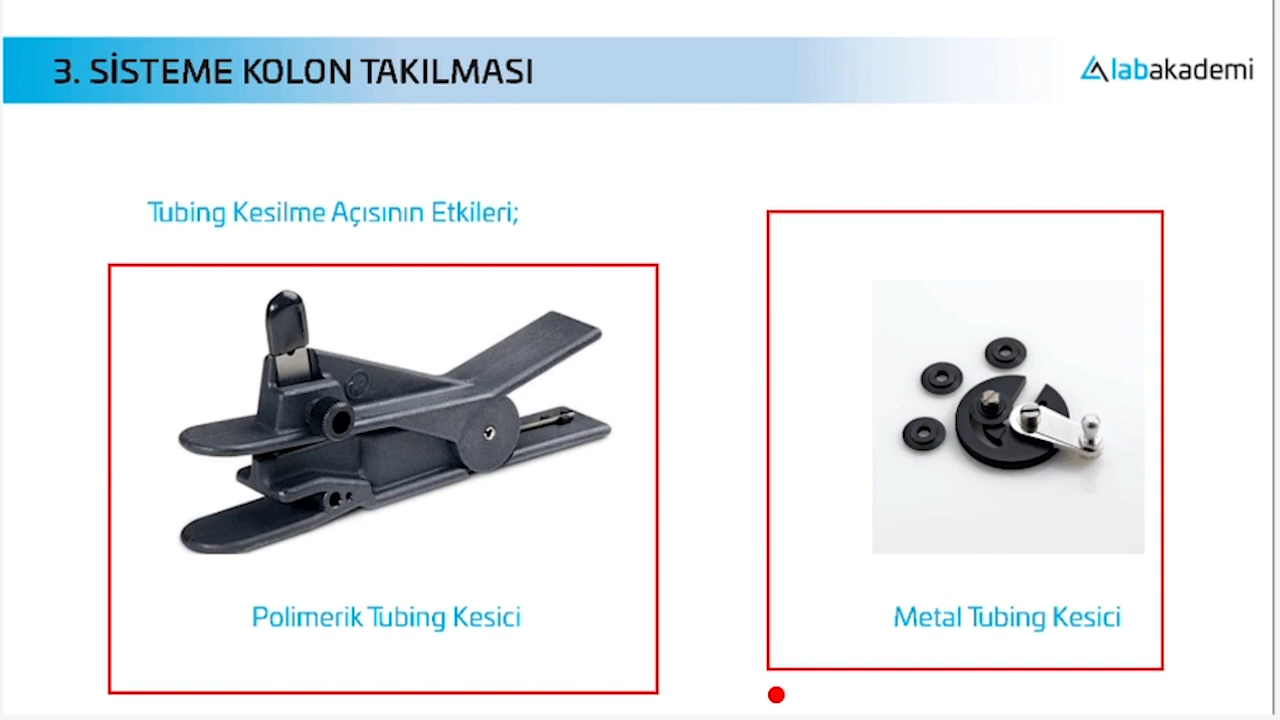 3. SİSTEME KOLON TAKILMASI
labakademi
Tubing Kesilme Açısının Etkileri;
Polimerik Tubing Kesici
Metal Tubing Kesici